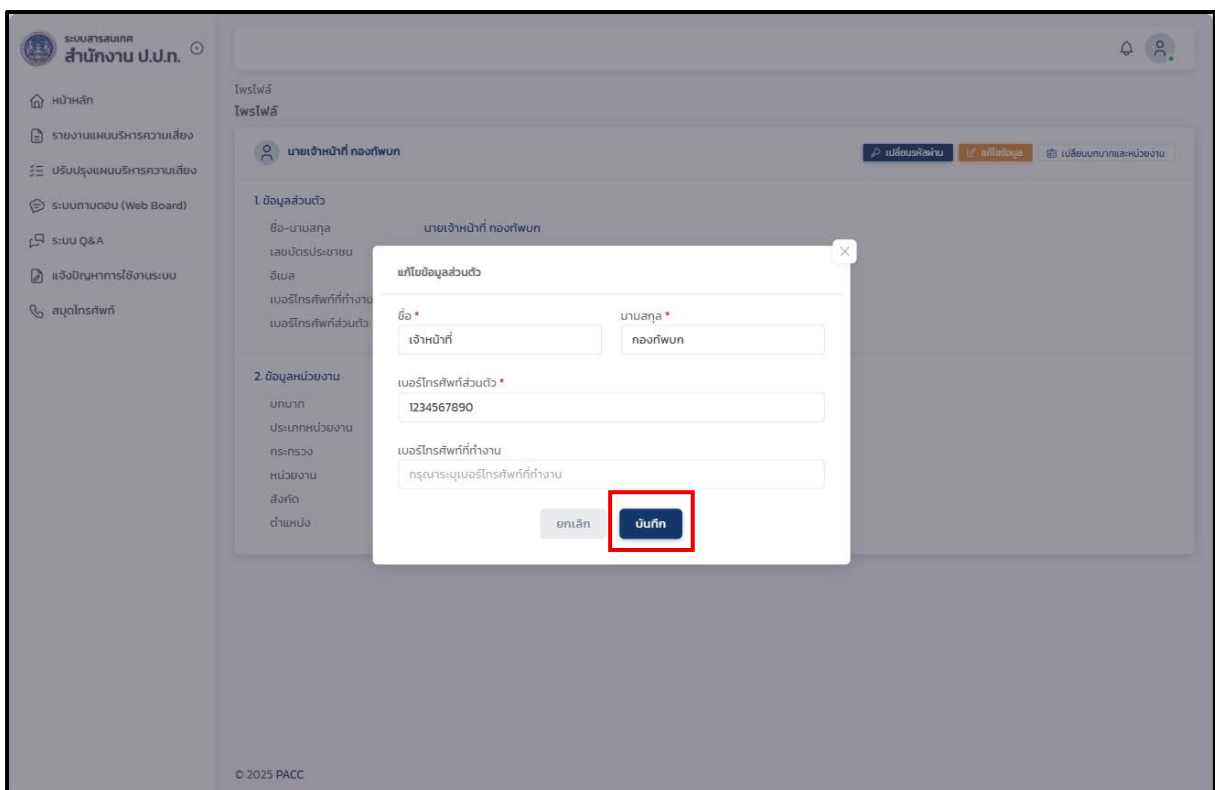 ระบบสารสนเทศ
สำนักงาน ป.ป.ท.
หน้าหลัก
รายงานแผนบริหารความเสี่ยง
ปรับปรุงแผนบริหารความเสี่ยง
ระบบถามตอบ (Web Board)
ระบบ Q&A
แจ้งปัญหาการใช้งานระบบ
สมุดโทรศัพท์
โพรไฟล์
โพรไฟล์
นายเจ้าหน้าที่ กองทัพบก
เปลี่ยนรหัสผ่าน
แก้ไขข้อมูล
เปลี่ยนบทบาทและหน่วยงาน
1. ข้อมูลส่วนตัว
ชื่อ-นามสกุล นายเจ้าหน้าที่ กองทัพบก
เลขบัตรประชาชน
อีเมล
เบอร์โทรศัพท์ที่ทำงาน
เบอร์โทรศัพท์ส่วนตัว
2. ข้อมูลหน่วยงาน
บทบาท
ประเภทหน่วยงาน
กระทรวง
หน่วยงาน
สังกัด
ตำแหน่ง
แก้ไขข้อมูลส่วนตัว
ชื่อ * นามสกุล *
เจ้าหน้าที่ กองทัพบก
เบอร์โทรศัพท์ส่วนตัว *
1234567890
เบอร์โทรศัพท์ที่ทำงาน
กรุณาระบุเบอร์โทรศัพท์ที่ทำงาน
ยกเลิก บันทึก
© 2025 PACC